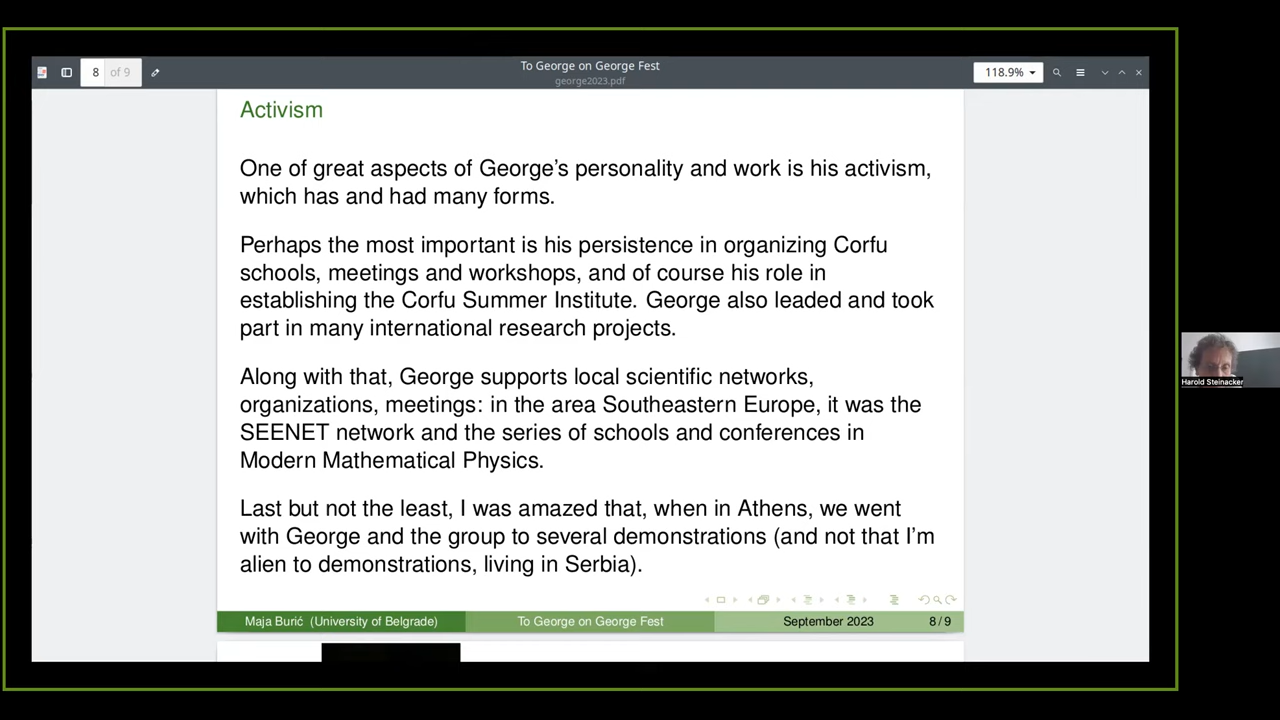 8 of 9
To George on George Fest
george2023.pdf
118.9%
Activism
One of great aspects of George's personality and work is his activism,
which has and had many forms.
Perhaps the most important is his persistence in organizing Corfu
schools, meetings and workshops, and of course his role in
establishing the Corfu Summer Institute. George also leaded and took
part in many international research projects.
Along with that, George supports local scientific networks,
organizations, meetings: in the area Southeastern Europe, it was the
SEENET network and the series of schools and conferences in
Modern Mathematical Physics.
Last but not the least, I was amazed that, when in Athens, we went
with George and the group to several demonstrations (and not that I'm
alien to demonstrations, living in Serbia).
Maja Burić (University of Belgrade) To George on George Fest September 2023 8 / 9
Harold Steinacker